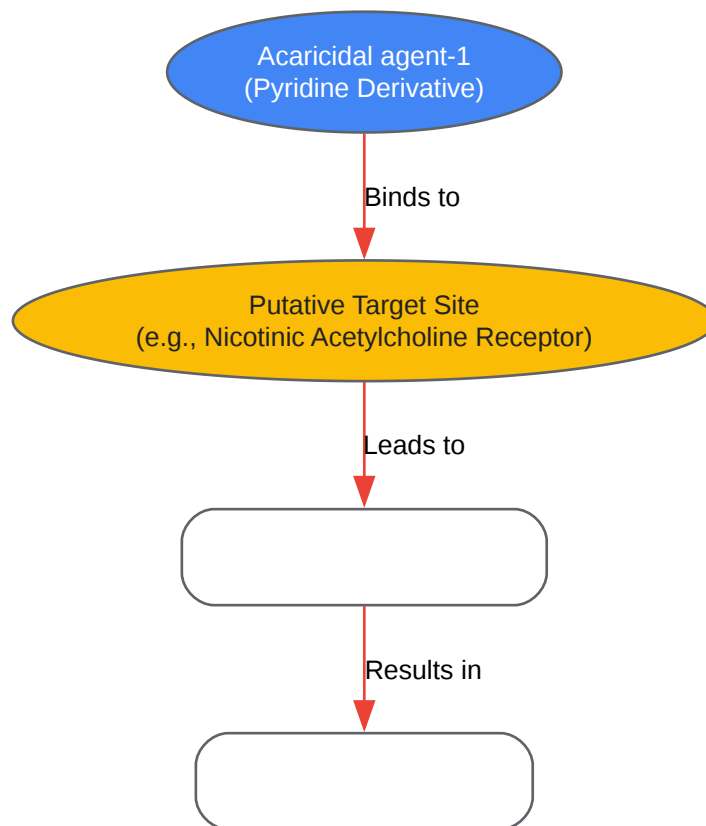 Acaricidal agent-1
(Pyridine Derivative)
Binds to
Putative Target Site
(e.g., Nicotinic Acetylcholine Receptor)
Leads to
Results in